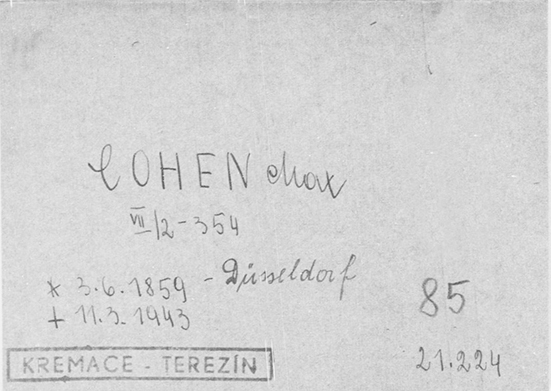 COHEN Max
VII/2-354
* 3.6.1859 - Düsseldorf
+ 11.3.1943
85
KREMACE - TEREZÍN
21.224